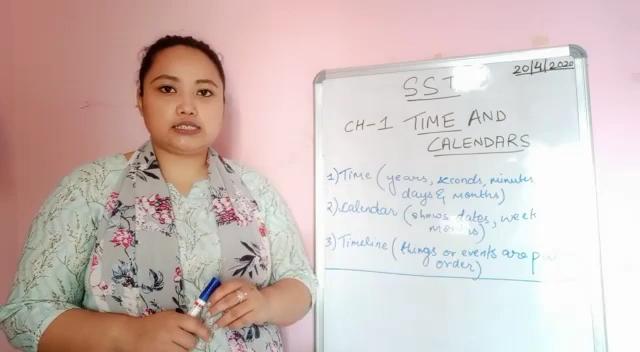 20/4/2020
SST
CH-1 TIME AND
CALENDARS
1) Time (years, seconds, minutes
days & months)
2) Calendar (shows dates, week
months)
3) Timeline (things or events are
order)